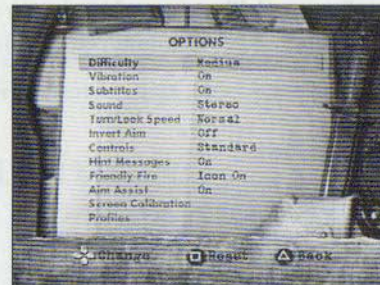 OPTIONS
Difficulty Medium
Vibration On
Subtitles On
Sound Stereo
Turn/Look Speed Normal
Invert Aim Off
Controls Standard
Hint Messages On
Friendly Fire Icon On
Aim Assist On
Screen Calibration
Profiles
Change Reset Back